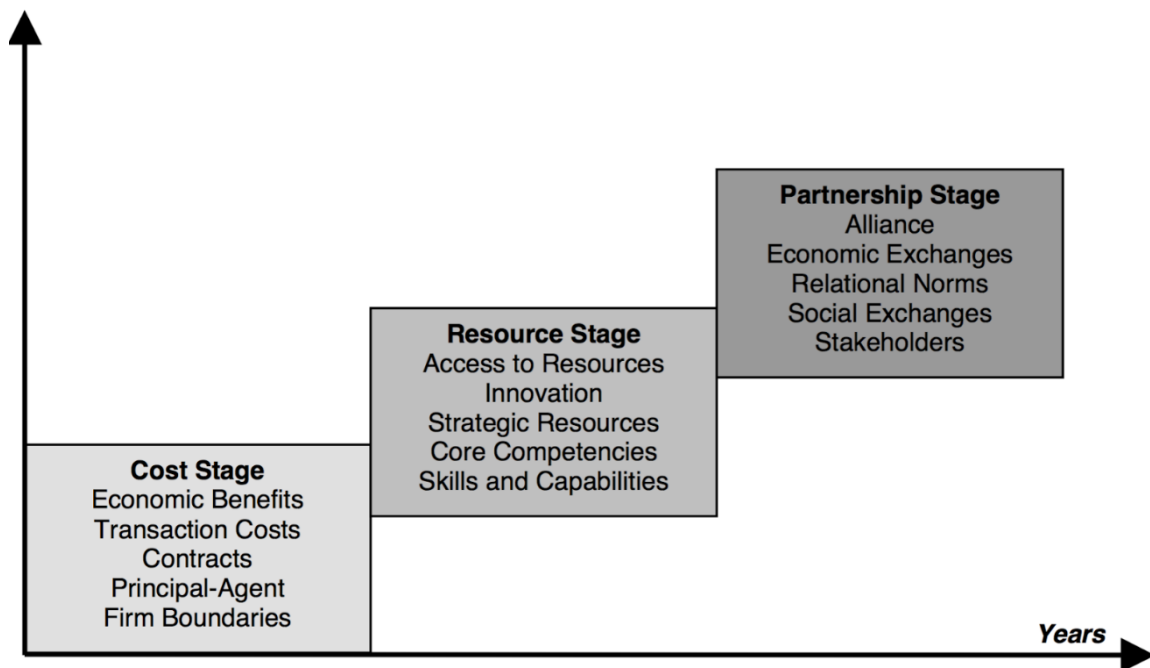 Partnership Stage
Alliance
Economic Exchanges
Relational Norms
Social Exchanges
Stakeholders
Resource Stage
Access to Resources
Innovation
Strategic Resources
Core Competencies
Skills and Capabilities
Cost Stage
Economic Benefits
Transaction Costs
Contracts
Principal-Agent
Firm Boundaries
Years